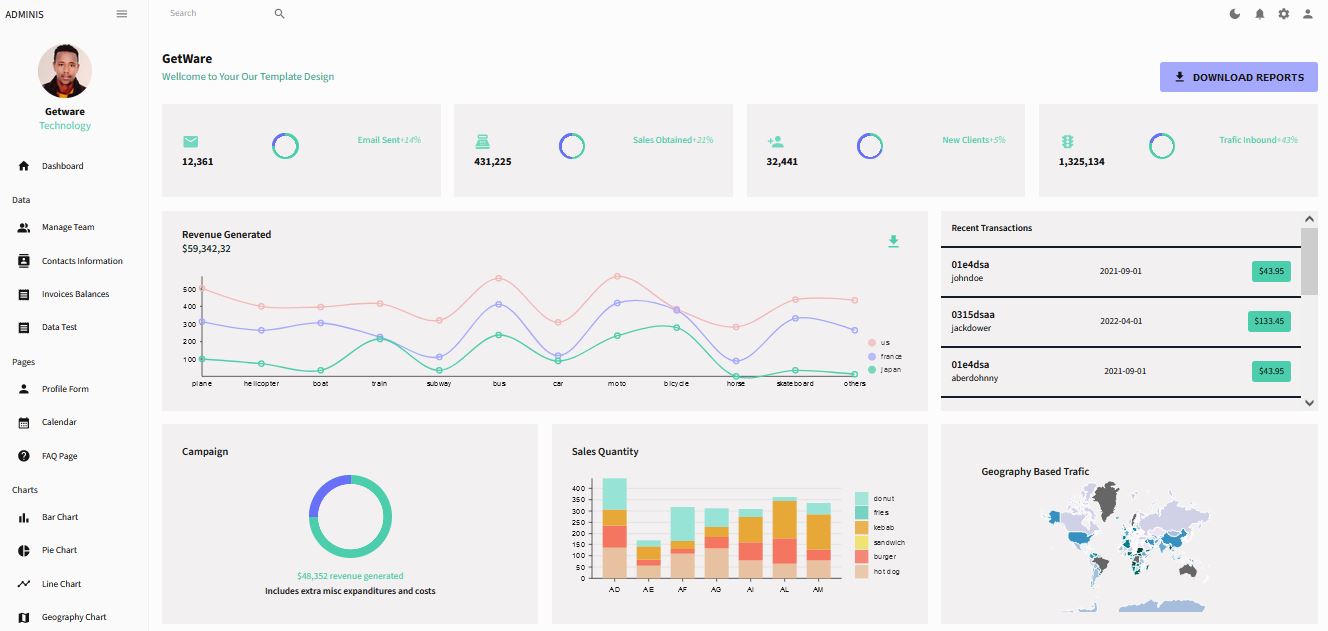 ADMINIS
Search
Getware
Technology
Dashboard
Data
Manage Team
Contacts Information
Invoices Balances
Data Test
Pages
Profile Form
Calendar
FAQ Page
Charts
Bar Chart
Pie Chart
Line Chart
Geography Chart
GetWare
Wellcome to Your Our Template Design
DOWNLOAD REPORTS
Email Sent+14%
12,361
Sales Obtained+21%
431,225
New Clients+5%
32,441
Trafic Inbound+43%
1,325,134
Revenue Generated
$59,342,32
500
400
300
200
100
plane helicopter boat train subway bus car moto bicycle horse skateboard others
us
france
japan
Recent Transactions
01e4dsa
johndoe
2021-09-01
$43.95
0315dsaa
jackdower
2022-04-01
$133.45
01e4dsa
aberdohnny
2021-09-01
$43.95
Campaign
$48,352 revenue generated
Includes extra misc expenditures and costs
Sales Quantity
400
350
300
250
200
150
100
50
0
AD AE AF AG AI AL AM
donut
fries
kebab
sandwich
burger
hot dog
Geography Based Trafic